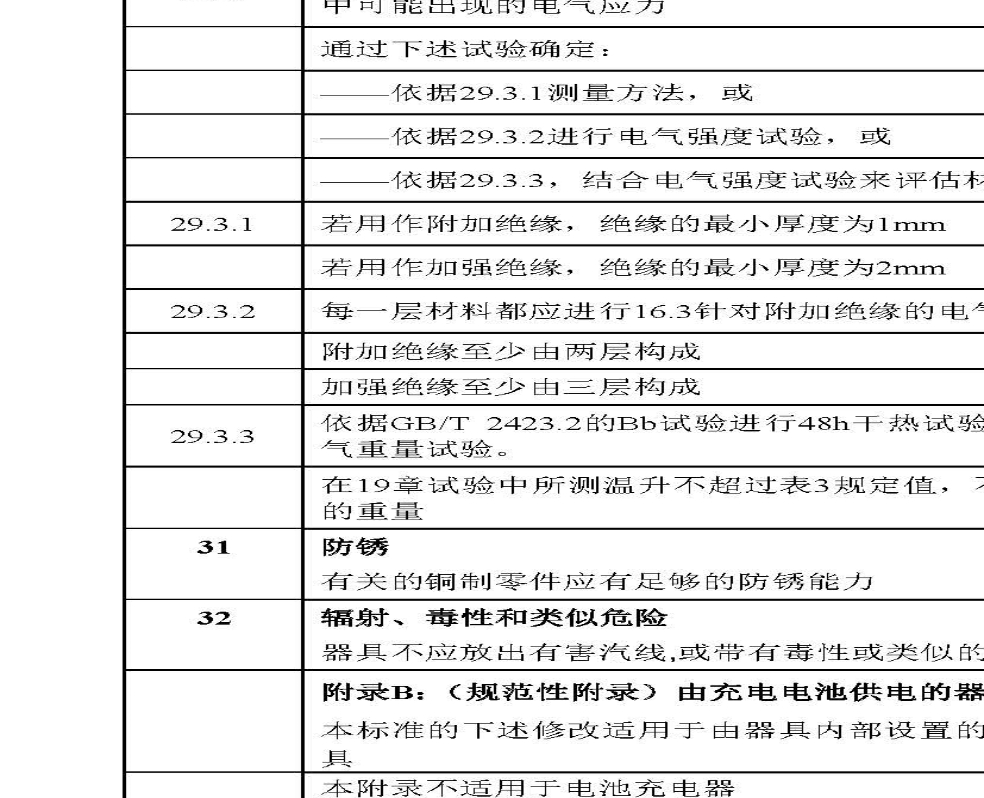 中可能出现的电气应力
通过下述试验确定：
——依据29.3.1测量方法，或
——依据29.3.2进行电气强度试验，或
——依据29.3.3，结合电气强度试验来评估材
29.3.1 若用作附加绝缘，绝缘的最小厚度为1mm
若用作加强绝缘，绝缘的最小厚度为2mm
29.3.2 每一层材料都应进行16.3针对附加绝缘的电气
附加绝缘至少由两层构成
加强绝缘至少由三层构成
29.3.3 依据GB/T 2423.2的Bb试验进行48h干热试验
气重量试验。
在19章试验中所测温升不超过表3规定值，不
的重量
31 防锈
有关的铜制零件应有足够的防锈能力
32 辐射、毒性和类似危险
器具不应放出有害汽线,或带有毒性或类似的
附录B：（规范性附录）由充电电池供电的器
本标准的下述修改适用于由器具内部设置的
具
本附录不适用于电池充电器